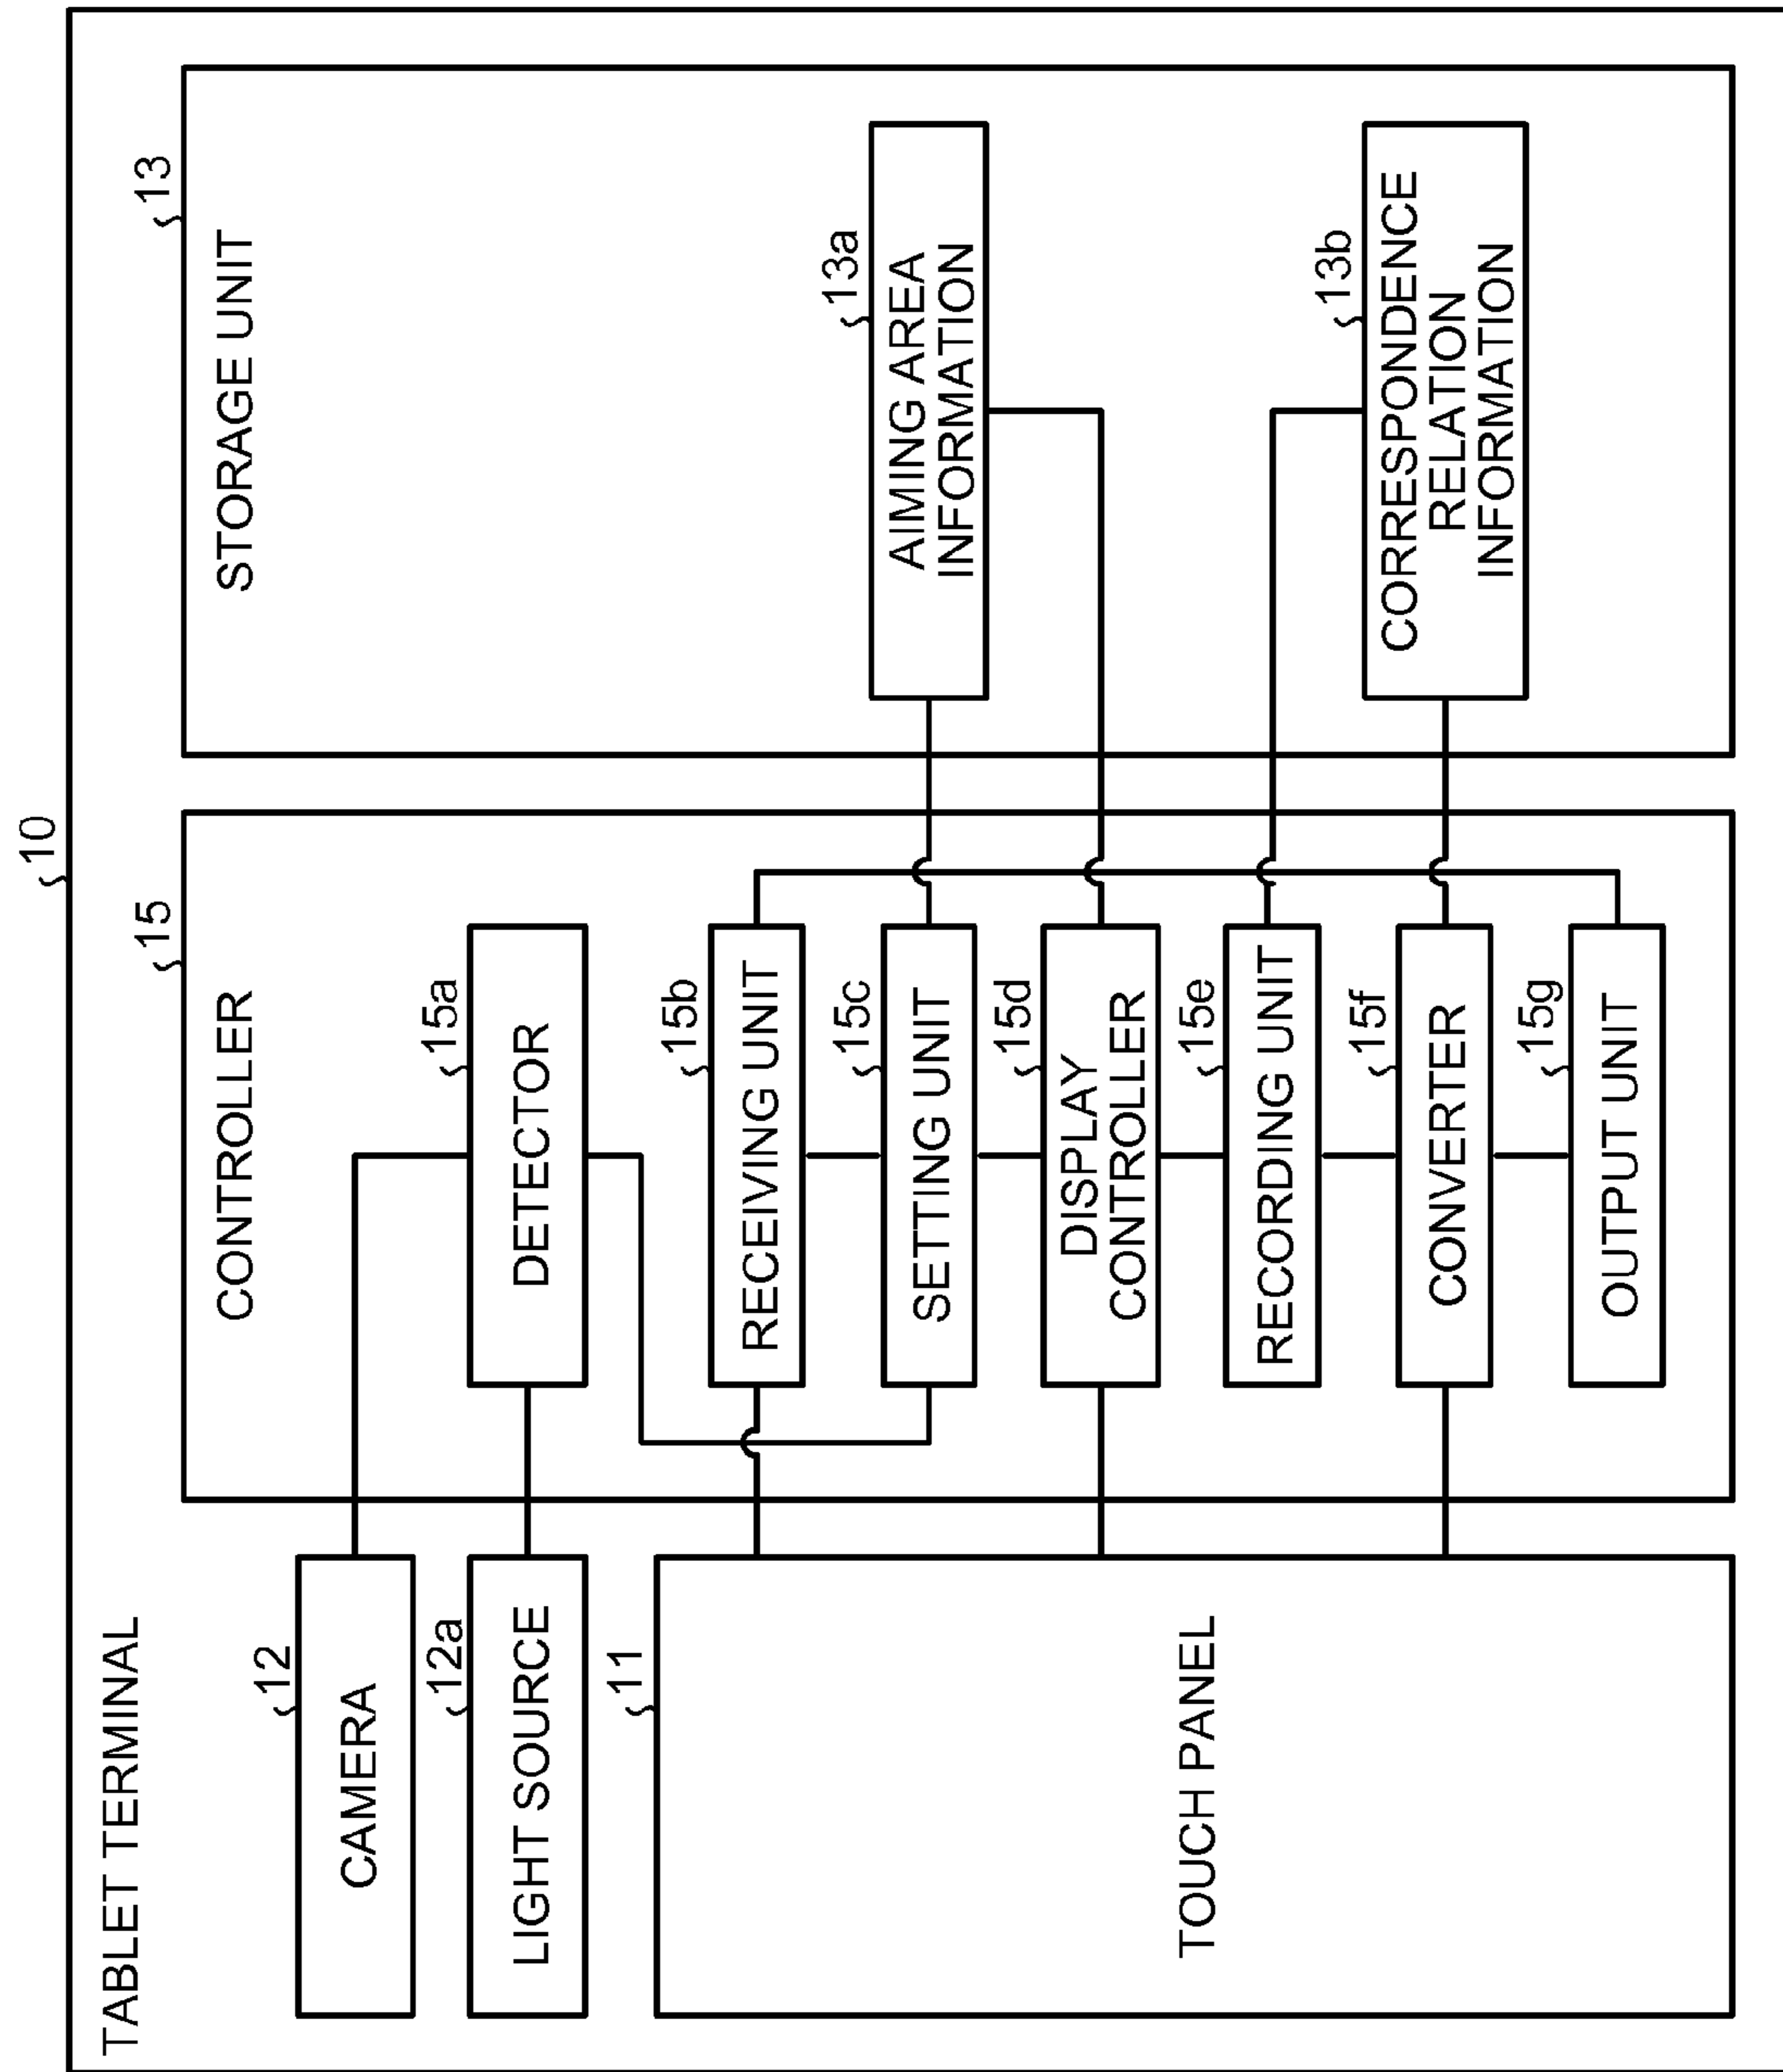 10
TABLET TERMINAL
12
CAMERA
12a
LIGHT SOURCE
11
TOUCH PANEL
15
CONTROLLER
15a
DETECTOR
15b
RECEIVING UNIT
15c
SETTING UNIT
15d
DISPLAY
CONTROLLER
15e
RECORDING UNIT
15f
CONVERTER
15g
OUTPUT UNIT
13
STORAGE UNIT
13a
AIMING AREA
INFORMATION
13b
CORRESPONDENCE
RELATION
INFORMATION